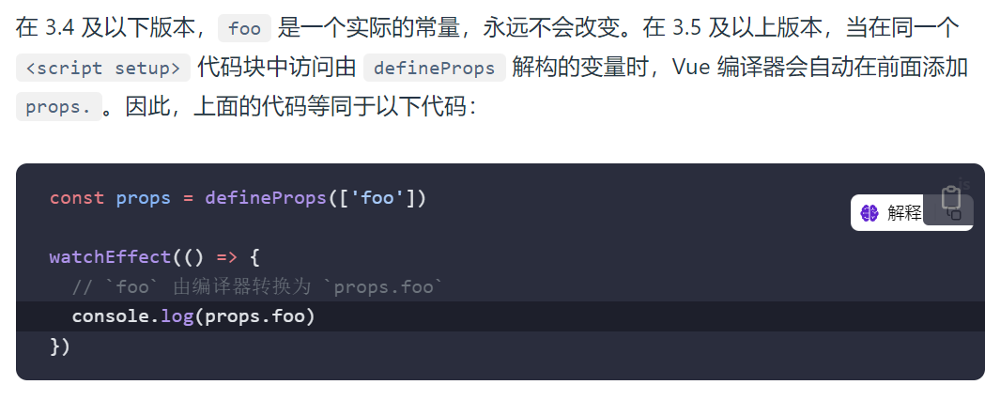 在 3.4 及以下版本，foo 是一个实际的常量，永远不会改变。在 3.5 及以上版本，当在同一个
<script setup> 代码块中访问由 defineProps 解构的变量时，Vue 编译器会自动在前面添加
props. 。因此，上面的代码等同于以下代码：
js
const props = defineProps(['foo'])
解释
watchEffect(() => {
// `foo` 由编译器转换为 `props.foo`
console.log(props.foo)
})